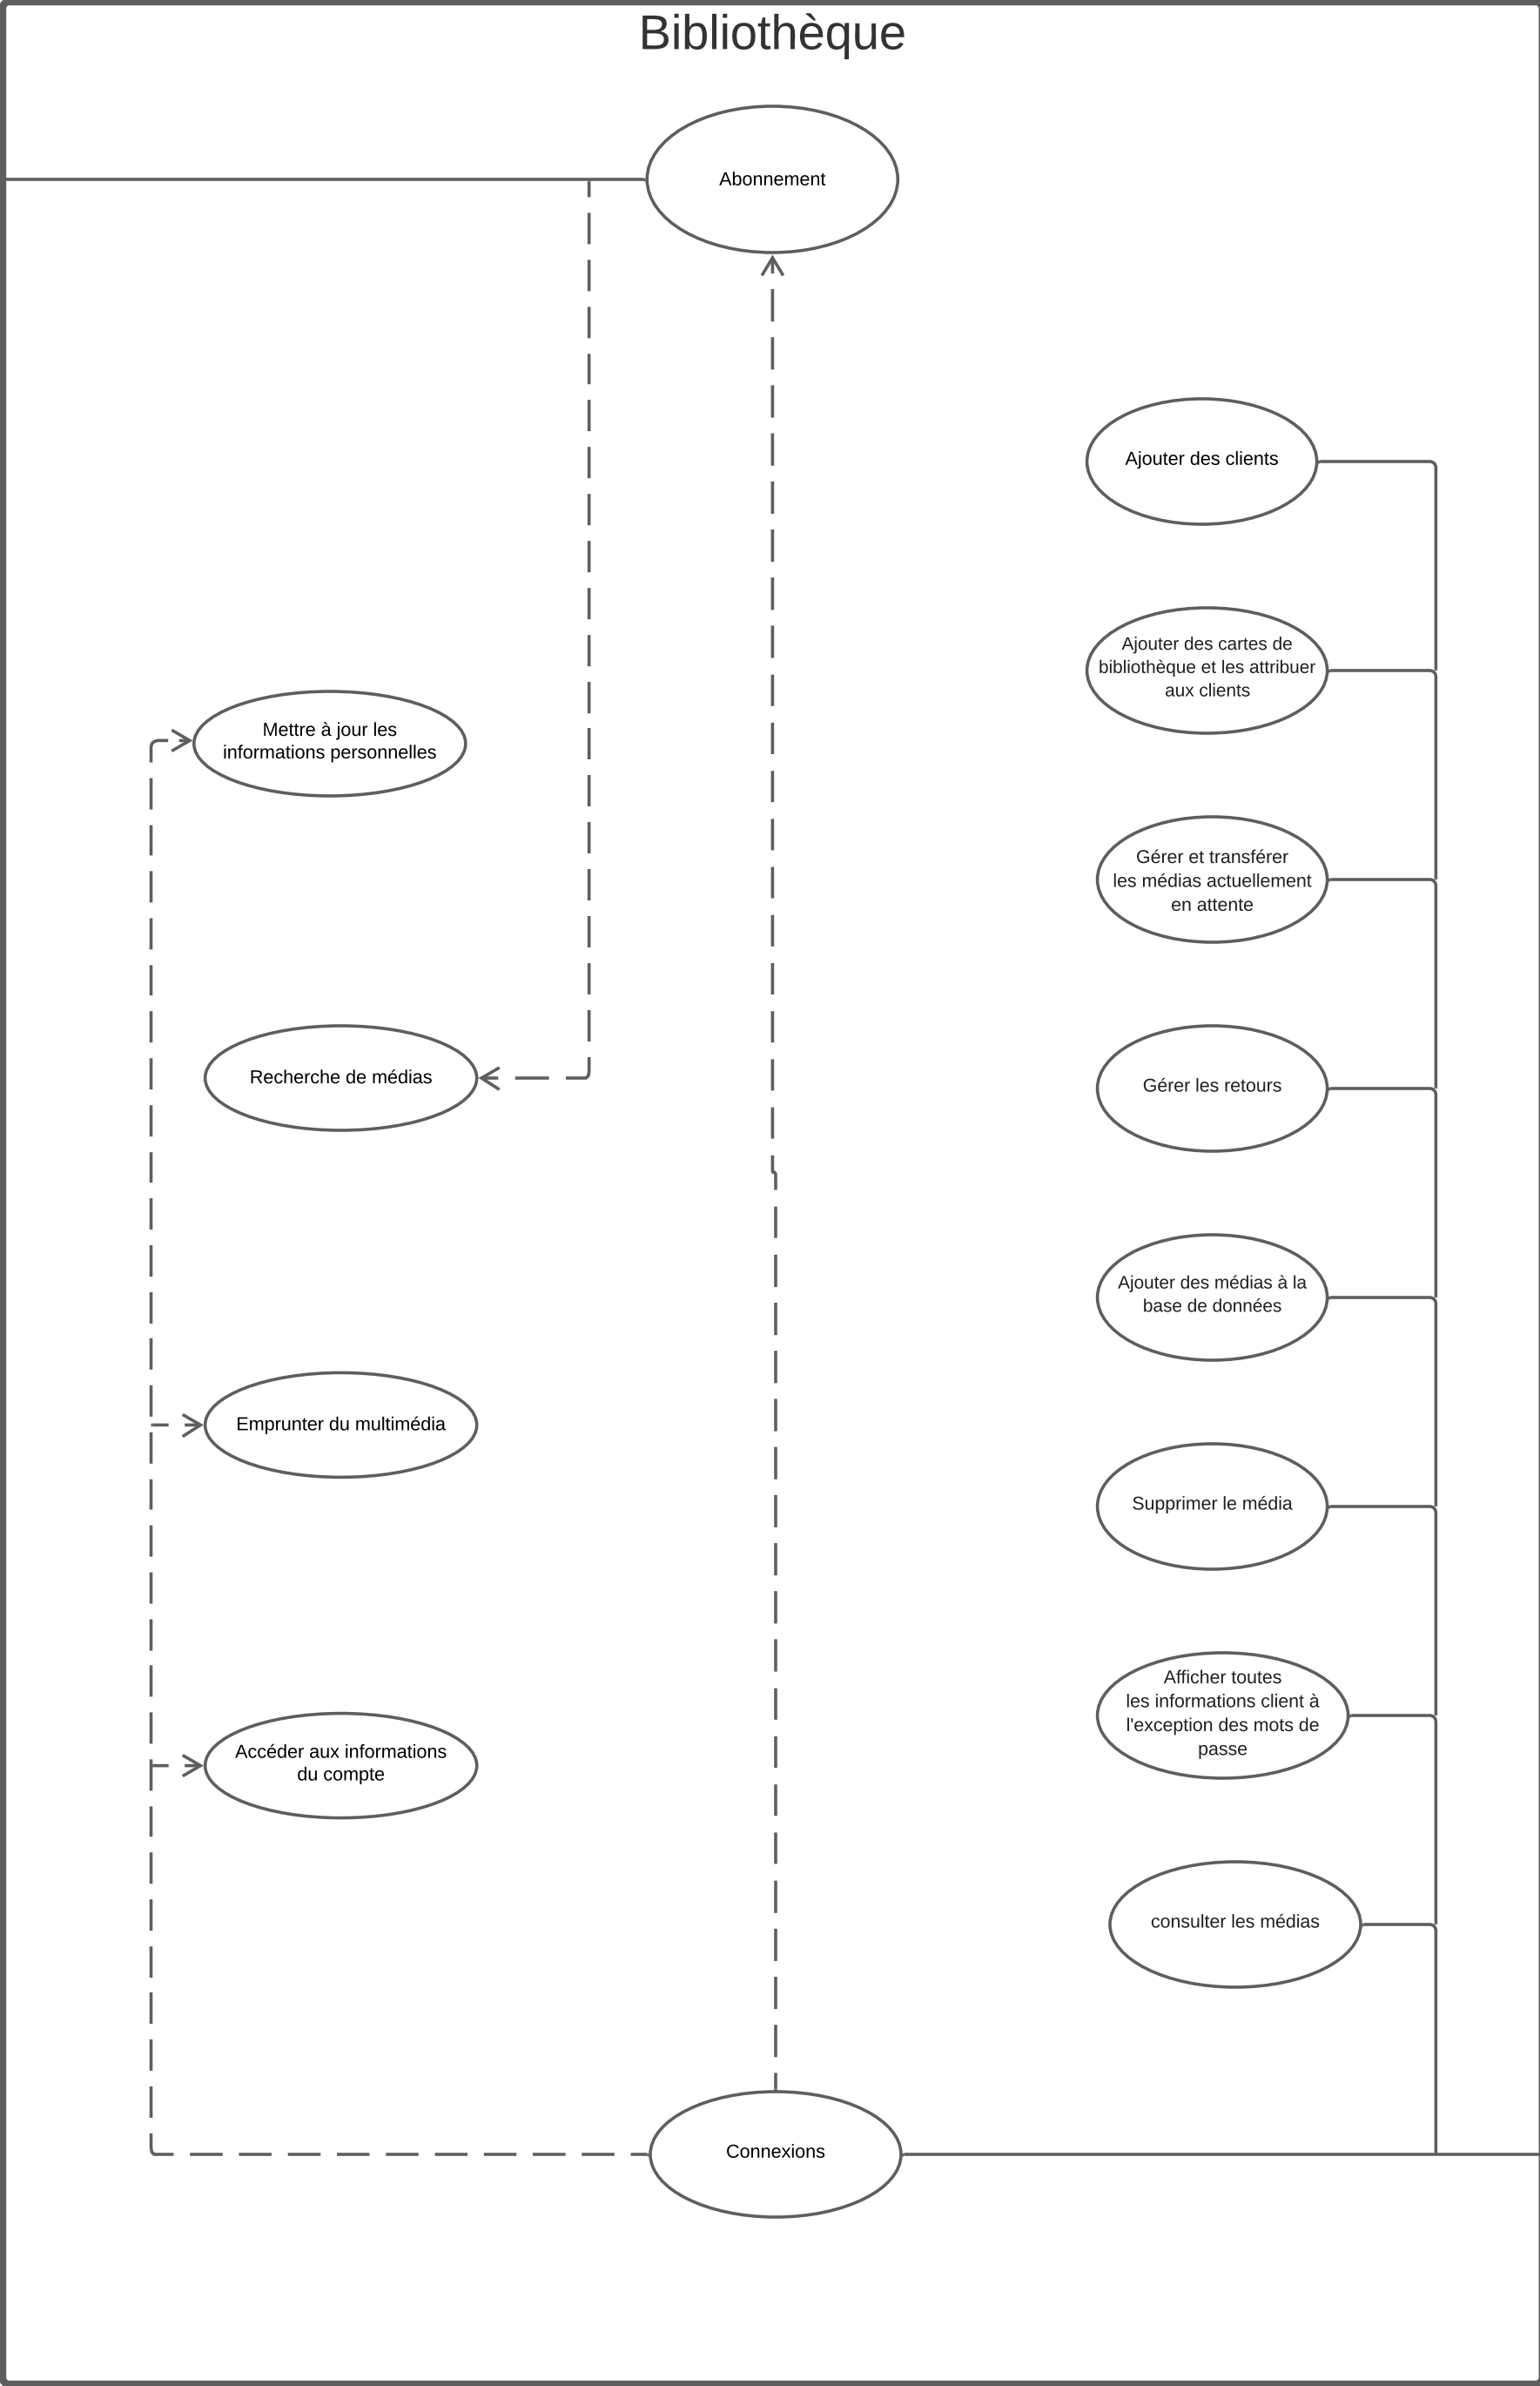 Bibliothèque
Abonnement
Ajouter des clients
Ajouter des cartes de
bibliothèque et les attribuer
aux clients
Mettre à jour les
informations personnelles
Gérer et transférer
les médias actuellement
en attente
Recherche de médias
Gérer les retours
Ajouter des médias à la
base de données
Emprunter du multimédia
Supprimer le média
Afficher toutes
les informations client à
l'exception des mots de
passe
Accéder aux informations
du compte
consulter les médias
Connexions